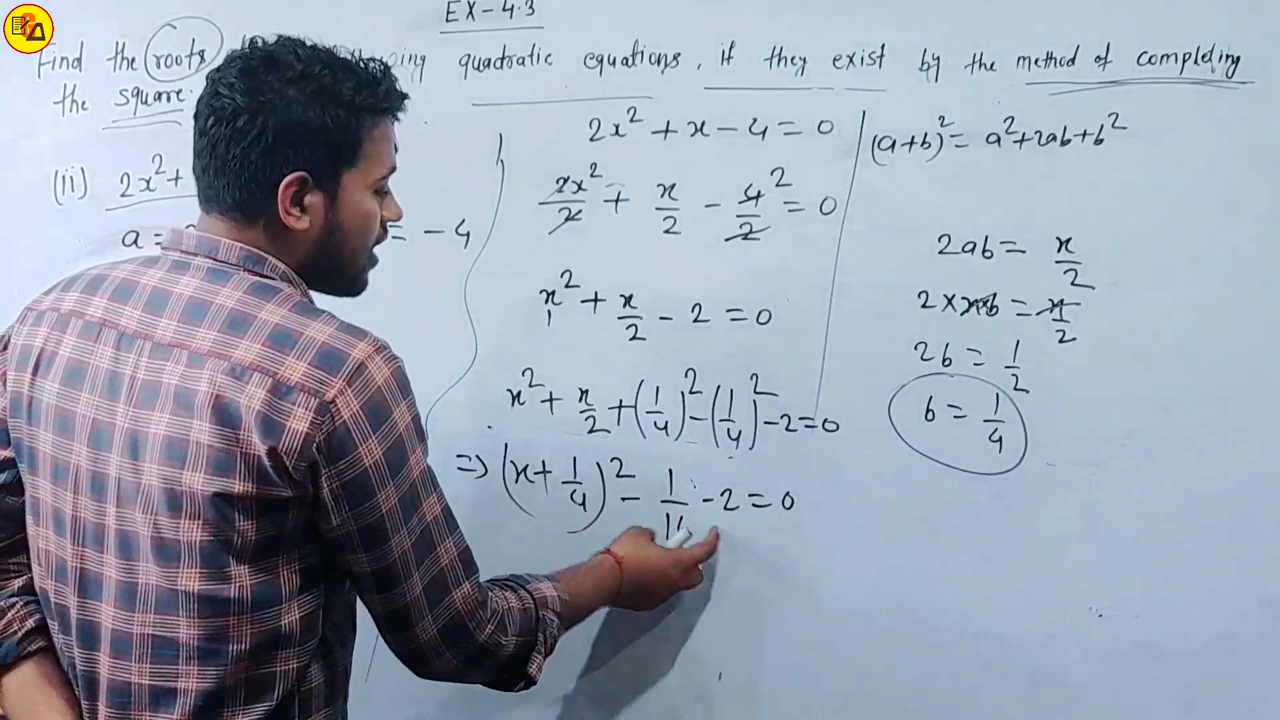 EX-4.3
Find the roots quadratic equations, if they exist by the method of completing
the square.
(ii) 2x²+
a = = -4
2x² + x - 4 = 0
2x²/2 + x/2 - 4/2 2 = 0
x² + x/2 - 2 = 0
x² + x/2 + (1/4)² - (1/4)² - 2 = 0
=> (x + 1/4)² - 1/ - 2 = 0
(a+b)² = a²+2ab+b²
2ab = x/2
2 × x × b = x/2
2b = 1/2
b = 1/4